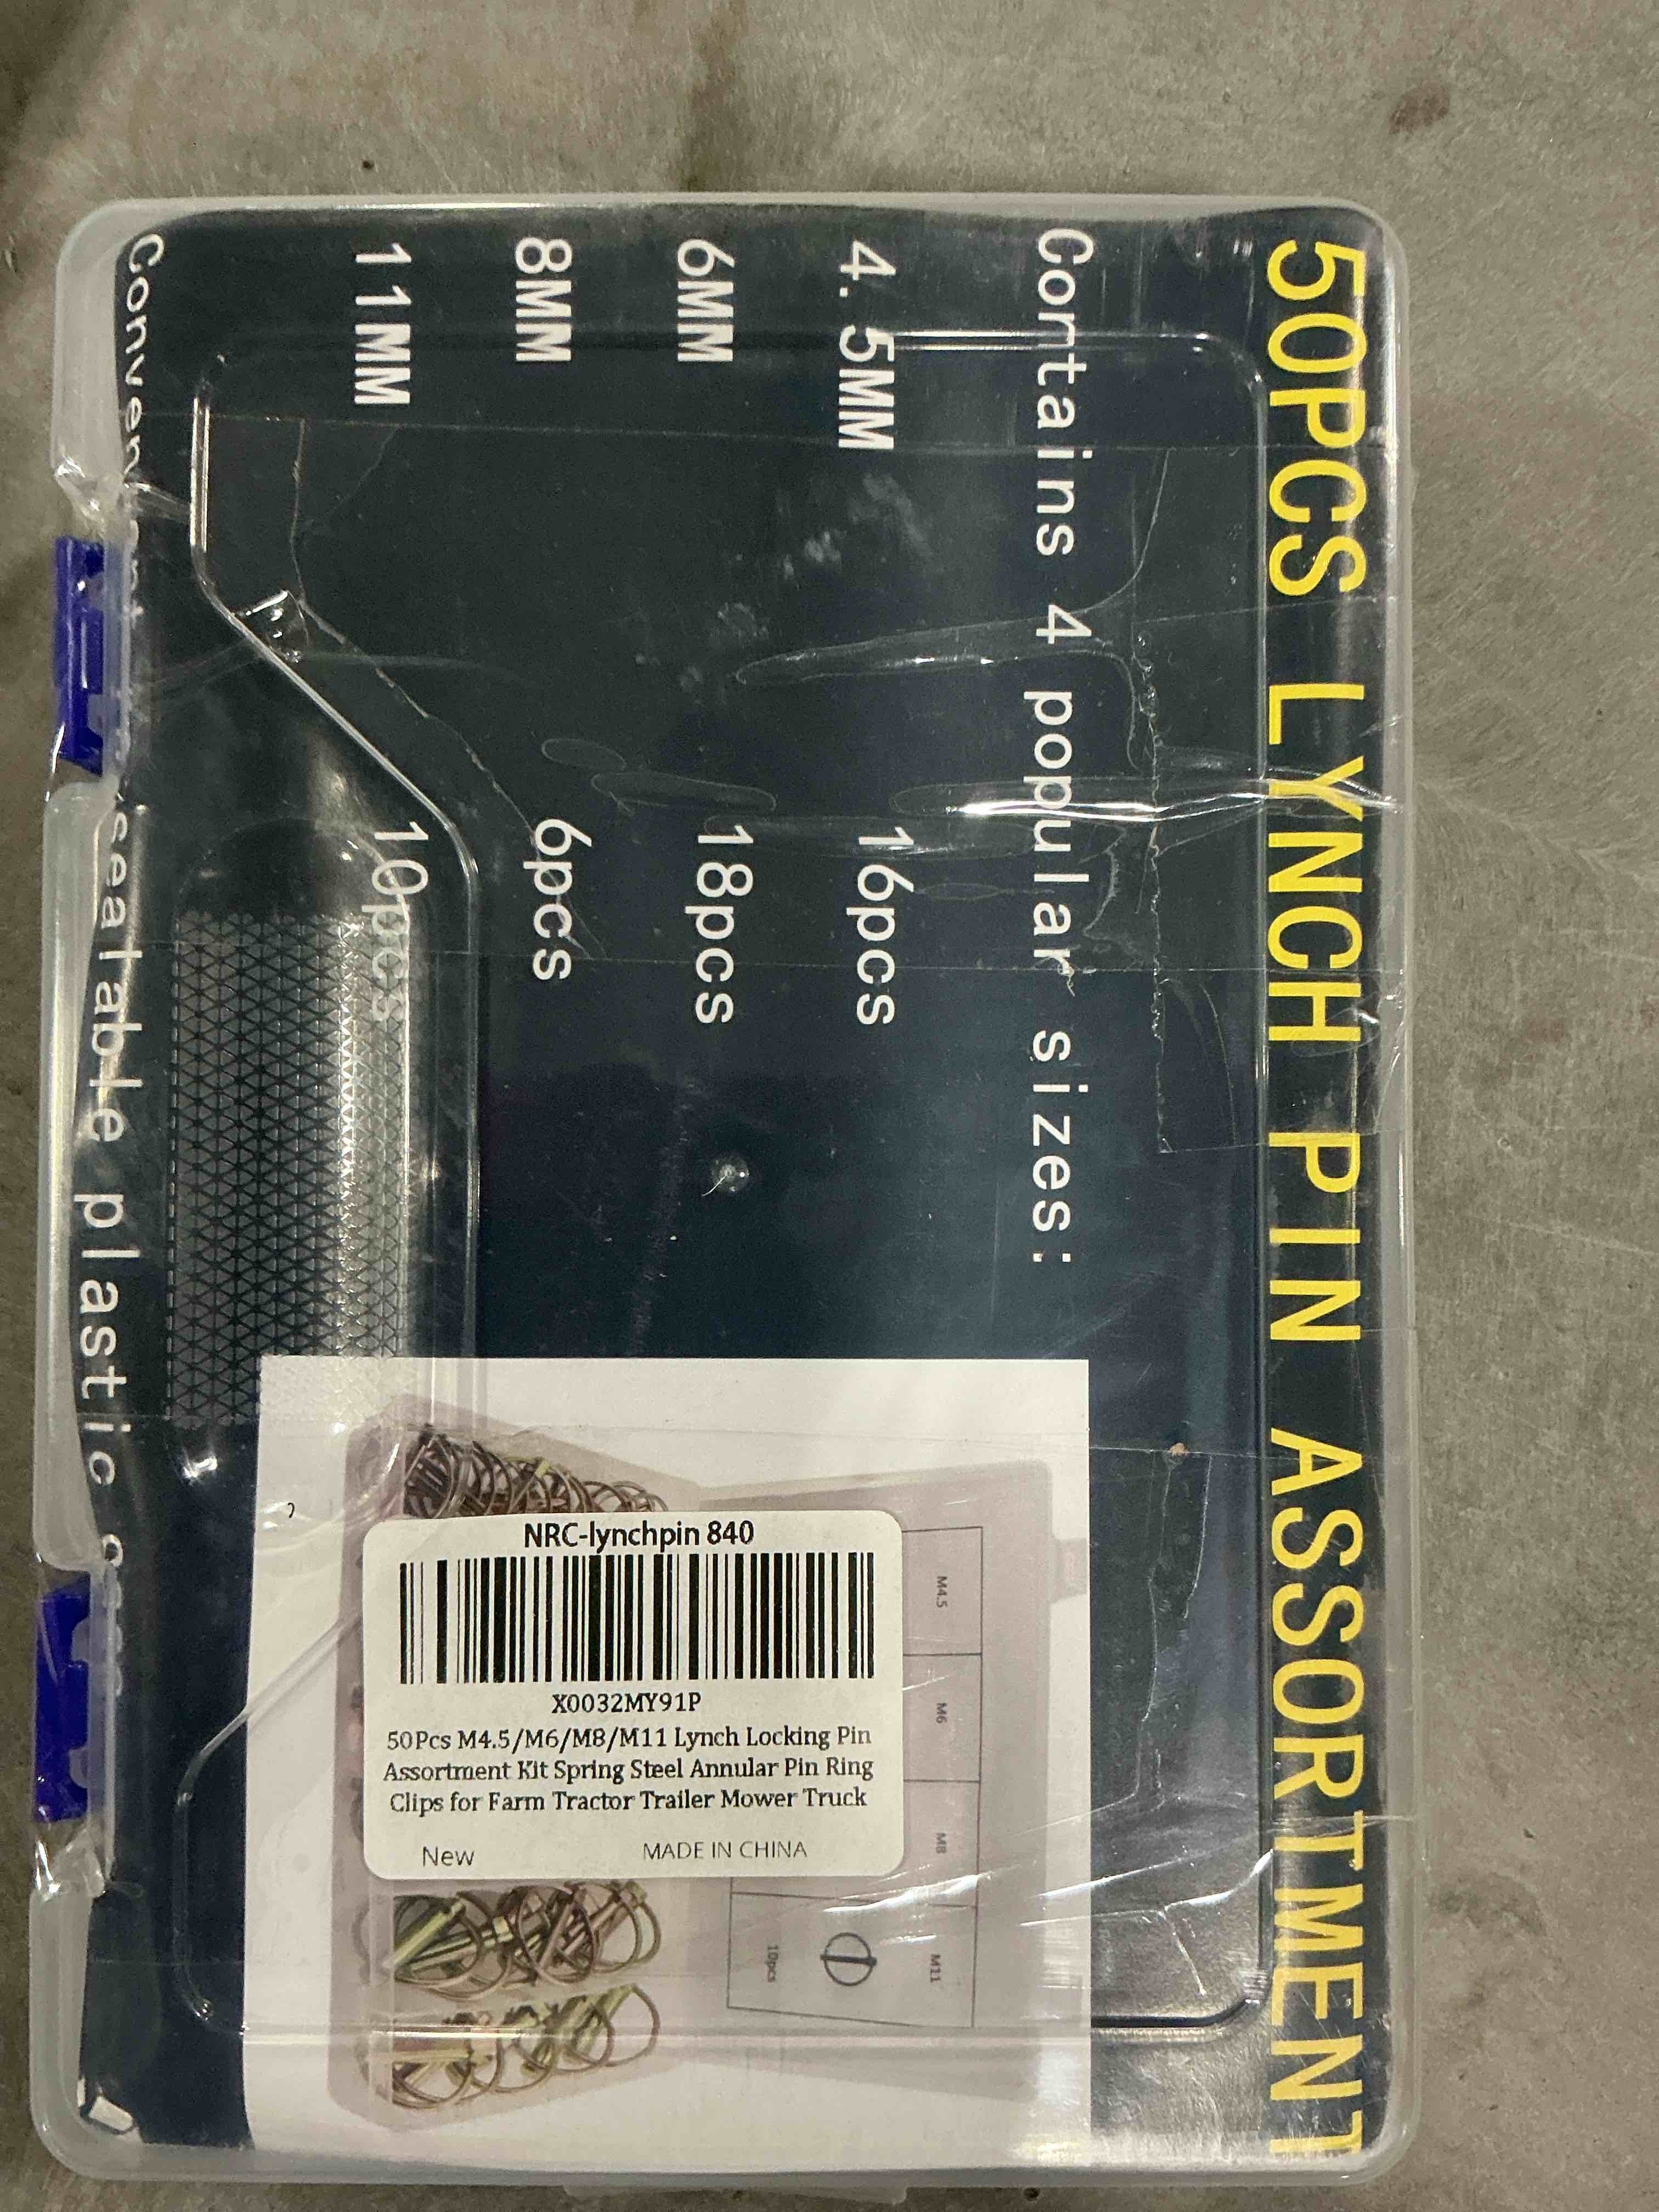 50PCS LYNCH PIN ASSORTMENT
Contains 4 popular sizes:
4.5MM 16pcs
6MM 18pcs
8MM 6pcs
11MM 10pcs
sealable plastic
NRC-lynchpin 840
X0032MY91P
50Pcs M4.5/M6/M8/M11 Lynch Locking Pin
Assortment Kit Spring Steel Annular Pin Ring
Clips for Farm Tractor Trailer Mower Truck
New MADE IN CHINA
M4.5
M6
M8
M11
10pcs